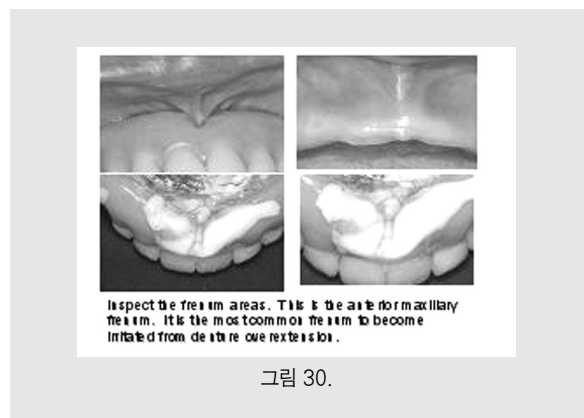 Inspect the frenum areas. This is the anterior maxillary
frenum. It is the most common frenum to become
irritated from denture overextension.
그림 30.